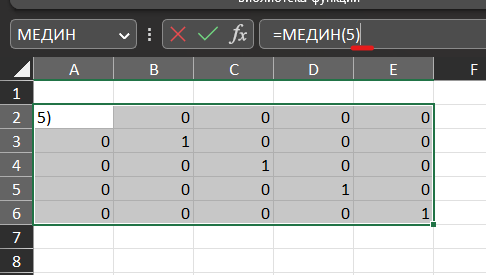 Библиотека функций
МЕДИН fx =МЕДИН(5)
A B C D E F
1
2 5) 0 0 0 0
3 0 1 0 0 0
4 0 0 1 0 0
5 0 0 0 1 0
6 0 0 0 0 1
7
8